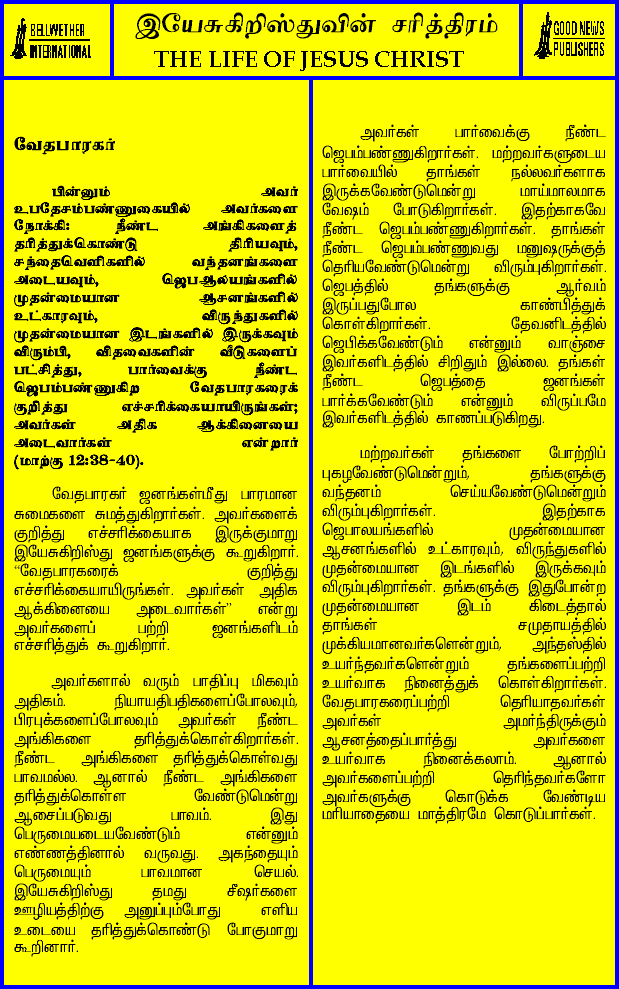 BELLWETHER
INTERNATIONAL
இயேசுகிறிஸ்துவின் சரித்திரம்
THE LIFE OF JESUS CHRIST
GOOD NEWS
PUBLISHERS
வேதபாரகர்
பின்னும் அவர்
உபதேசம்பண்ணுகையில் அவர்களை
நோக்கி: நீண்ட அங்கிகளைத்
தரித்துக்கொண்டு திரியவும்,
சந்தைவெளிகளில் வந்தனங்களை
அடையவும், ஜெபஆலயங்களில்
முதன்மையான ஆசனங்களில்
உட்காரவும், விருந்துகளில்
முதன்மையான இடங்களில் இருக்கவும்
விரும்பி, விதவைகளின் வீடுகளைப்
பட்சித்து, பார்வைக்கு நீண்ட
ஜெபம்பண்ணுகிற வேதபாரகரைக்
குறித்து எச்சரிக்கையாயிருங்கள்;
அவர்கள் அதிக ஆக்கினையை
அடைவார்கள் என்றார்
(மாற்கு 12:38-40).
வேதபாரகர் ஜனங்கள்மீது பாரமான
சுமைகளை சுமத்துகிறார்கள். அவர்களைக்
குறித்து எச்சரிக்கையாக இருக்குமாறு
இயேசுகிறிஸ்து ஜனங்களுக்கு கூறுகிறார்.
“வேதபாரகரைக் குறித்து
எச்சரிக்கையாயிருங்கள். அவர்கள் அதிக
ஆக்கினையை அடைவார்கள்” என்று
அவர்களைப் பற்றி ஜனங்களிடம்
எச்சரித்துக் கூறுகிறார்.
அவர்களால் வரும் பாதிப்பு மிகவும்
அதிகம். நியாயதிபதிகளைப்போலவும்,
பிரபுக்களைப்போலவும் அவர்கள் நீண்ட
அங்கிகளை தரித்துக்கொள்கிறார்கள்.
நீண்ட அங்கிகளை தரித்துக்கொள்வது
பாவமல்ல. ஆனால் நீண்ட அங்கிகளை
தரித்துக்கொள்ள வேண்டுமென்று
ஆசைப்படுவது பாவம். இது
பெருமையடையவேண்டும் என்னும்
எண்ணத்தினால் வருவது. அகந்தையும்
பெருமையும் பாவமான செயல்.
இயேசுகிறிஸ்து தமது சீஷர்களை
ஊழியத்திற்கு அனுப்பும்போது எளிய
உடையை தரித்துக்கொண்டு போகுமாறு
கூறினார்.
அவர்கள் பார்வைக்கு நீண்ட
ஜெபம்பண்ணுகிறார்கள். மற்றவர்களுடைய
பார்வையில் தாங்கள் நல்லவர்களாக
இருக்கவேண்டுமென்று மாய்மாலமாக
வேஷம் போடுகிறார்கள். இதற்காகவே
நீண்ட ஜெபம்பண்ணுகிறார்கள். தாங்கள்
நீண்ட ஜெபம்பண்ணுவது மனுஷருக்குத்
தெரியவேண்டுமென்று விரும்புகிறார்கள்.
ஜெபத்தில் தங்களுக்கு ஆர்வம்
இருப்பதுபோல காண்பித்துக்
கொள்கிறார்கள். தேவனிடத்தில்
ஜெபிக்கவேண்டும் என்னும் வாஞ்சை
இவர்களிடத்தில் சிறிதும் இல்லை. தங்கள்
நீண்ட ஜெபத்தை ஜனங்கள்
பார்க்கவேண்டும் என்னும் விருப்பமே
இவர்களிடத்தில் காணப்படுகிறது.
மற்றவர்கள் தங்களை போற்றிப்
புகழவேண்டுமென்றும், தங்களுக்கு
வந்தனம் செய்யவேண்டுமென்றும்
விரும்புகிறார்கள். இதற்காக
ஜெபாலயங்களில் முதன்மையான
ஆசனங்களில் உட்காரவும், விருந்துகளில்
முதன்மையான இடங்களில் இருக்கவும்
விரும்புகிறார்கள். தங்களுக்கு இதுபோன்ற
முதன்மையான இடம் கிடைத்தால்
தாங்கள் சமுதாயத்தில்
முக்கியமானவர்களென்றும், அந்தஸ்தில்
உயர்ந்தவர்களென்றும் தங்களைப்பற்றி
உயர்வாக நினைத்துக் கொள்கிறார்கள்.
வேதபாரகரைப்பற்றி தெரியாதவர்கள்
அவர்கள் அமர்ந்திருக்கும்
ஆசனத்தைப்பார்த்து அவர்களை
உயர்வாக நினைக்கலாம். ஆனால்
அவர்களைப்பற்றி தெரிந்தவர்களோ
அவர்களுக்கு கொடுக்க வேண்டிய
மரியாதையை மாத்திரமே கொடுப்பார்கள்.